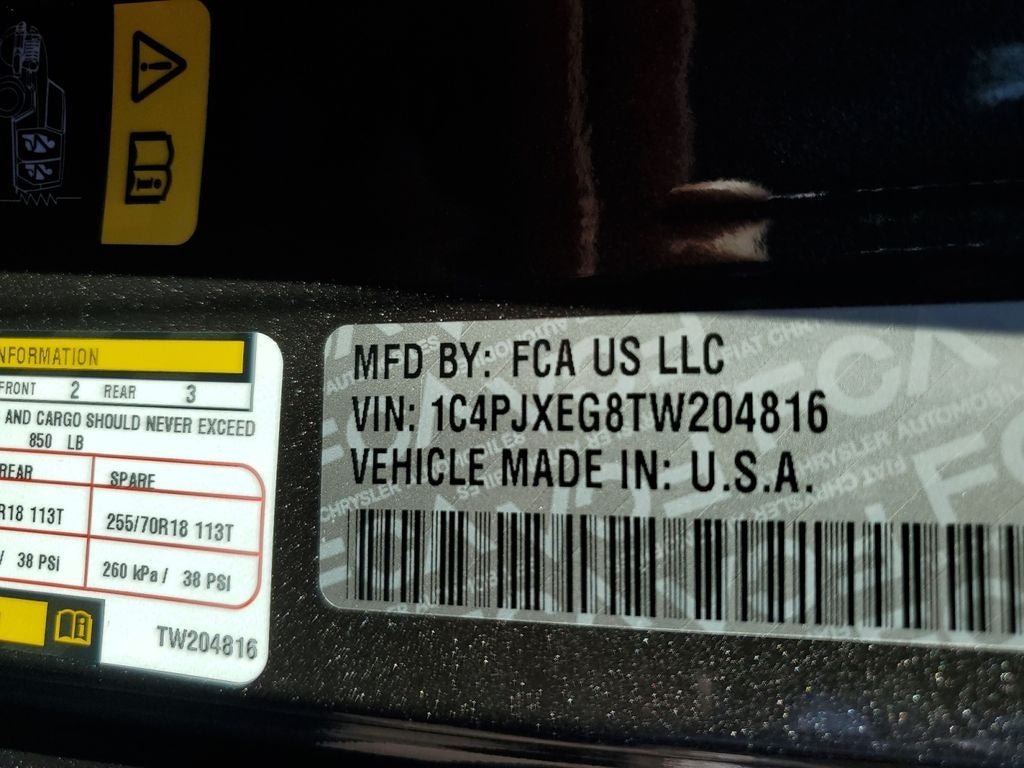 NFORMATION
FRONT 2 REAR 3
AND CARGO SHOULD NEVER EXCEED
850 LB
REAR SPARE
R18 113T 255/70R18 113T
/ 38 PSI 260 kPa / 38 PSI
TW204816
MFD BY: FCA US LLC
VIN: 1C4PJXEG8TW204816
VEHICLE MADE IN: U.S.A.